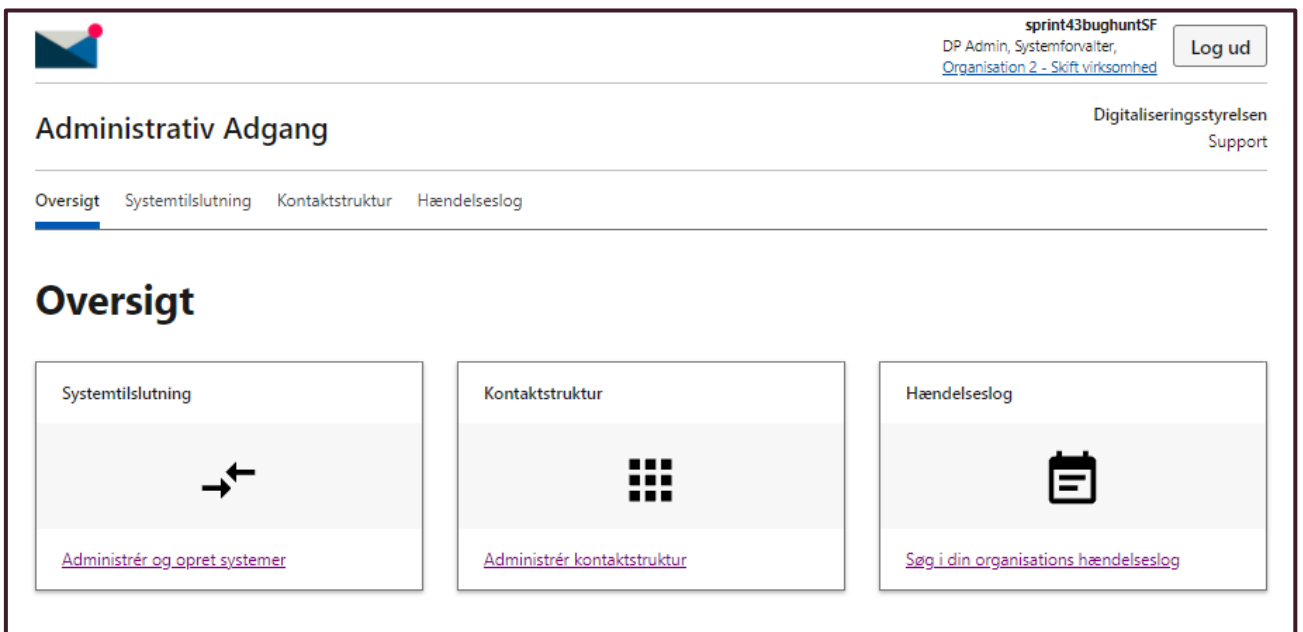 sprint43bughuntSF
DP Admin, Systemforvalter,
Organisation 2 - Skift virksomhed
Log ud
Administrativ Adgang
Digitaliseringsstyrelsen
Support
Oversigt Systemtilslutning Kontaktstruktur Hændelseslog
Oversigt
Systemtilslutning
Administrér og opret systemer
Kontaktstruktur
Administrér kontaktstruktur
Hændelseslog
Søg i din organisations hændelseslog